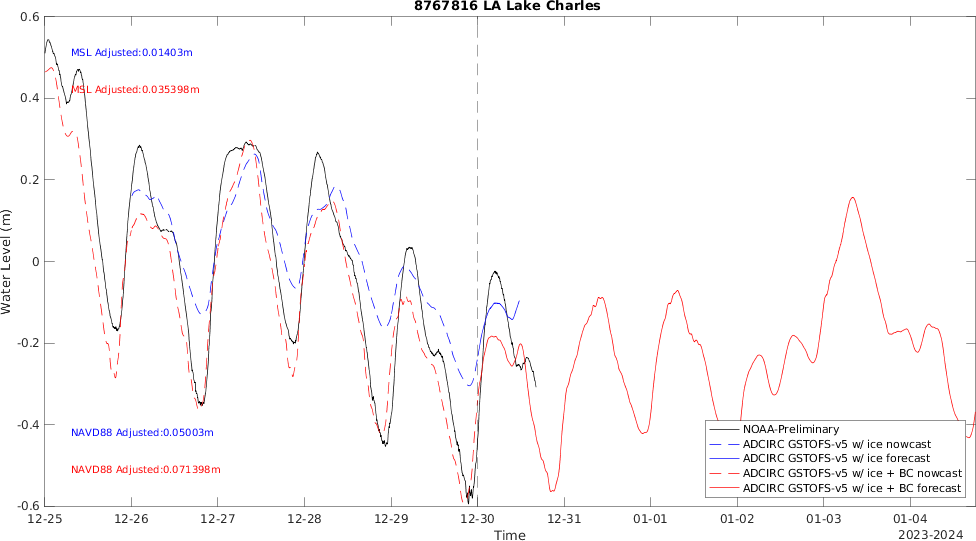 8767816 LA Lake Charles
0.6
0.4
0.2
0
-0.2
-0.4
-0.6
Water Level (m)
MSL Adjusted:0.01403m
MSL Adjusted:0.035398m
NAVD88 Adjusted:0.05003m
NAVD88 Adjusted:0.071398m
NOAA-Preliminary
ADCIRC GSTOFS-v5 w/ ice nowcast
ADCIRC GSTOFS-v5 w/ ice forecast
ADCIRC GSTOFS-v5 w/ ice + BC nowcast
ADCIRC GSTOFS-v5 w/ ice + BC forecast
12-25 12-26 12-27 12-28 12-29 12-30 12-31 01-01 01-02 01-03 01-04
Time
2023-2024